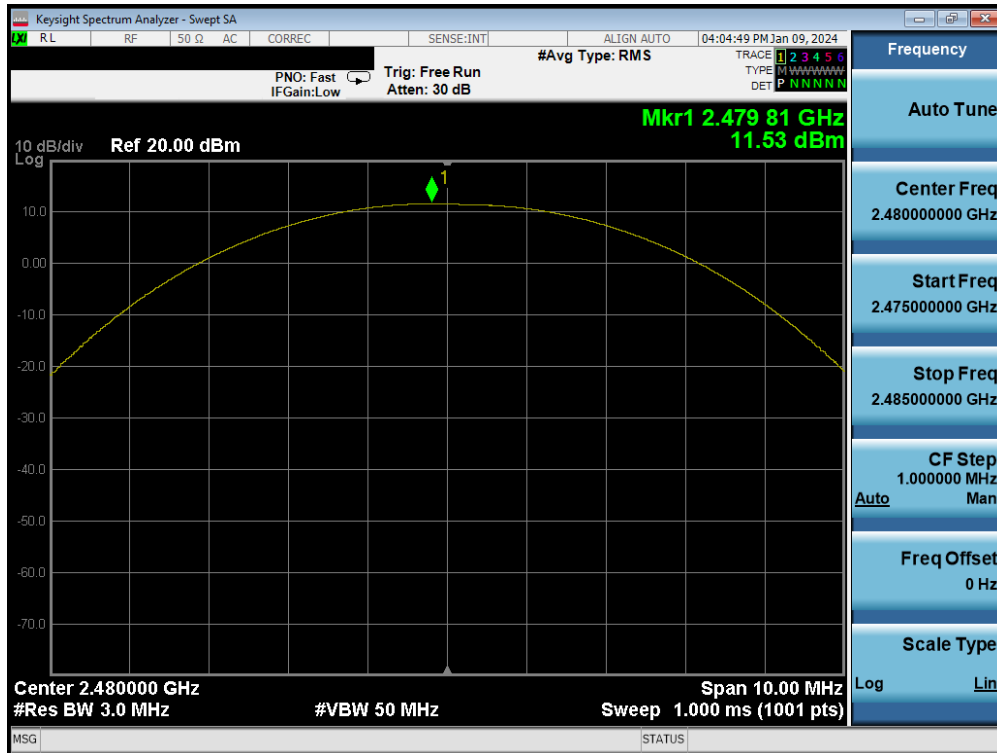 Keysight Spectrum Analyzer - Swept SA
LXI RL RF 50 Ω AC CORREC SENSE:INT ALIGN AUTO 04:04:49 PM Jan 09, 2024
#Avg Type: RMS
TRACE 1 2 3 4 5 6
PNO: Fast Trig: Free Run
TYPE M WWWWW
IFGain:Low Atten: 30 dB
DET P N N N N N
Mkr1 2.479 81 GHz
11.53 dBm
10 dB/div Ref 20.00 dBm
Log
1
10.0
0.00
-10.0
-20.0
-30.0
-40.0
-50.0
-60.0
-70.0
Center 2.480000 GHz Span 10.00 MHz
#Res BW 3.0 MHz #VBW 50 MHz Sweep 1.000 ms (1001 pts)
MSG STATUS
Frequency
Auto Tune
Center Freq
2.480000000 GHz
Start Freq
2.475000000 GHz
Stop Freq
2.485000000 GHz
CF Step
1.000000 MHz
Auto Man
Freq Offset
0 Hz
Scale Type
Log Lin